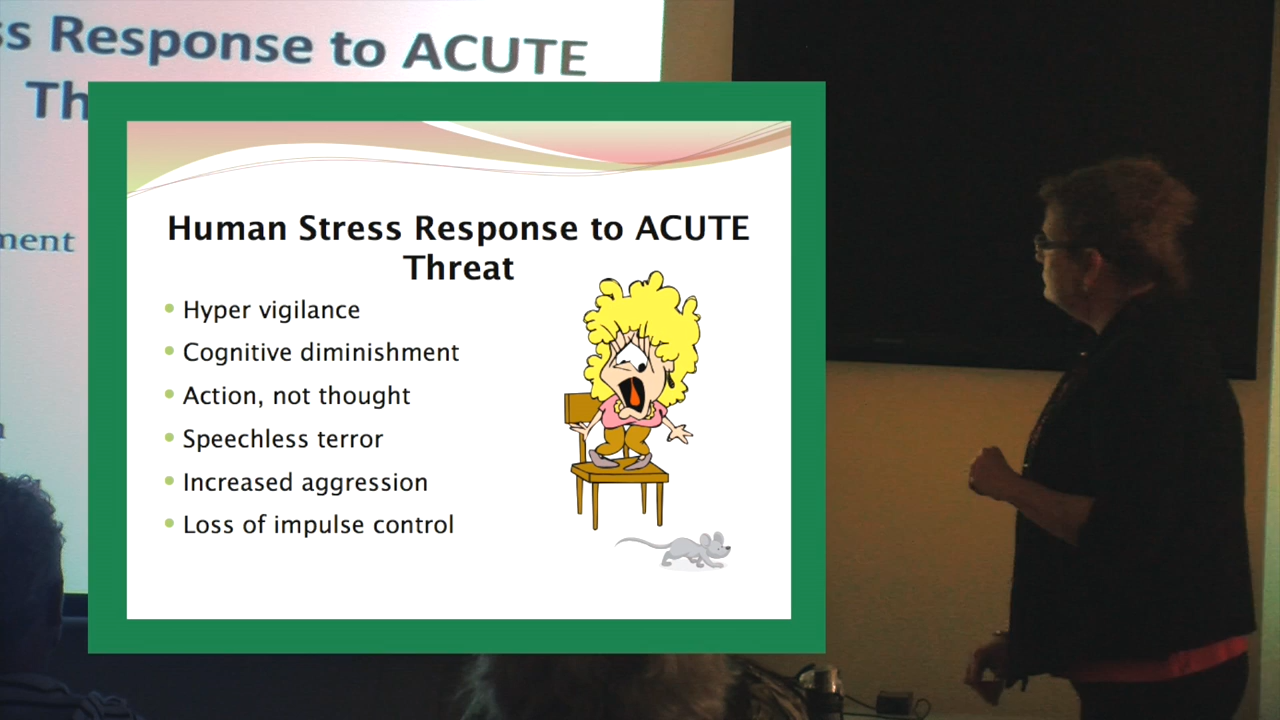 ss Response to ACUTE
Th
ment
Human Stress Response to ACUTE
Threat
Hyper vigilance
Cognitive diminishment
Action, not thought
Speechless terror
Increased aggression
Loss of impulse control